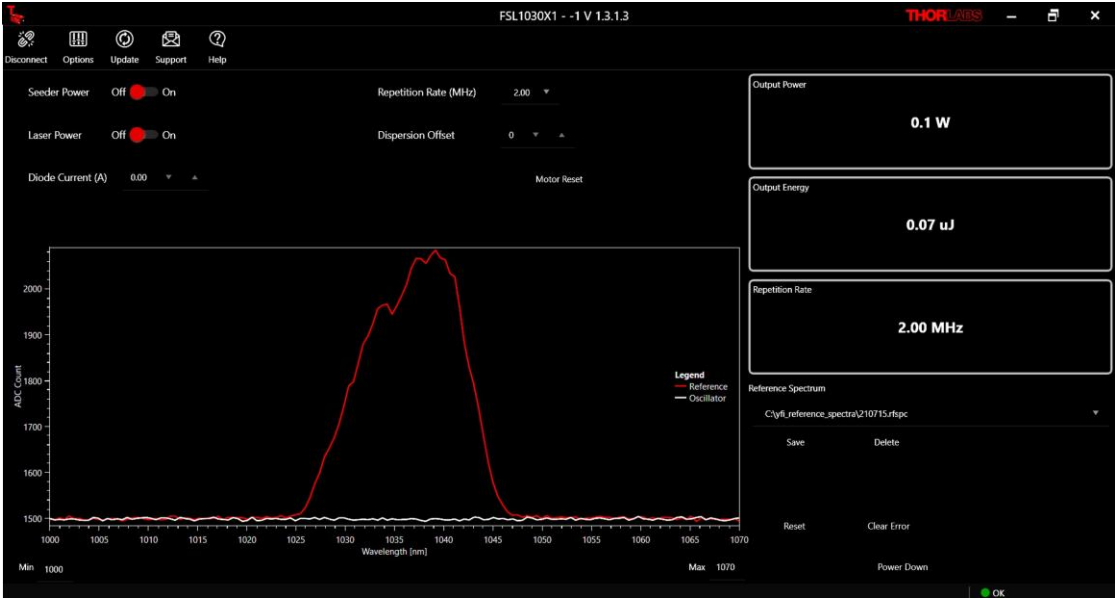 FSL1030X1 - -1 V 1.3.1.3
THORLABS
Disconnect Options Update Support Help
Seeder Power Off On
Repetition Rate (MHz) 2.00
Laser Power Off On
Dispersion Offset 0
Diode Current (A) 0.00
Motor Reset
Output Power
0.1 W
Output Energy
0.07 uJ
Repetition Rate
2.00 MHz
ADC Count
2000
1900
1800
1700
1600
1500
Legend
Reference
Oscillator
1000 1005 1010 1015 1020 1025 1030 1035 1040 1045 1050 1055 1060 1065 1070
Wavelength [nm]
Min 1000
Max 1070
Reference Spectrum
C:\yfi_reference_spectra\210715.rfspc
Save Delete
Reset Clear Error
Power Down
OK